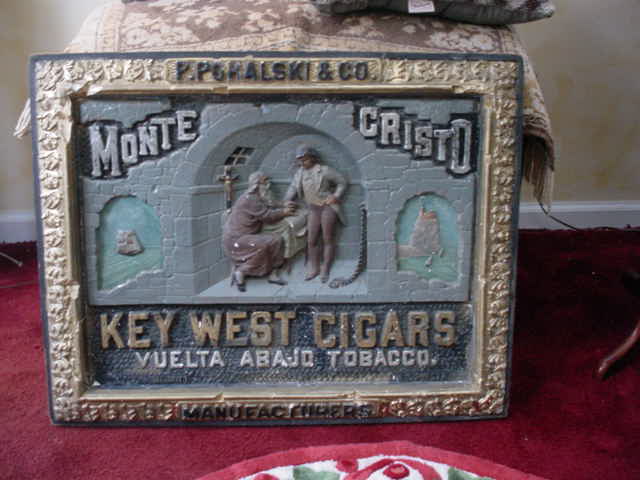 P. POHALSKI & CO.
MONTE CRISTO
KEY WEST CIGARS
VUELTA ABAJO TOBACCO.
MANUFACTURERS